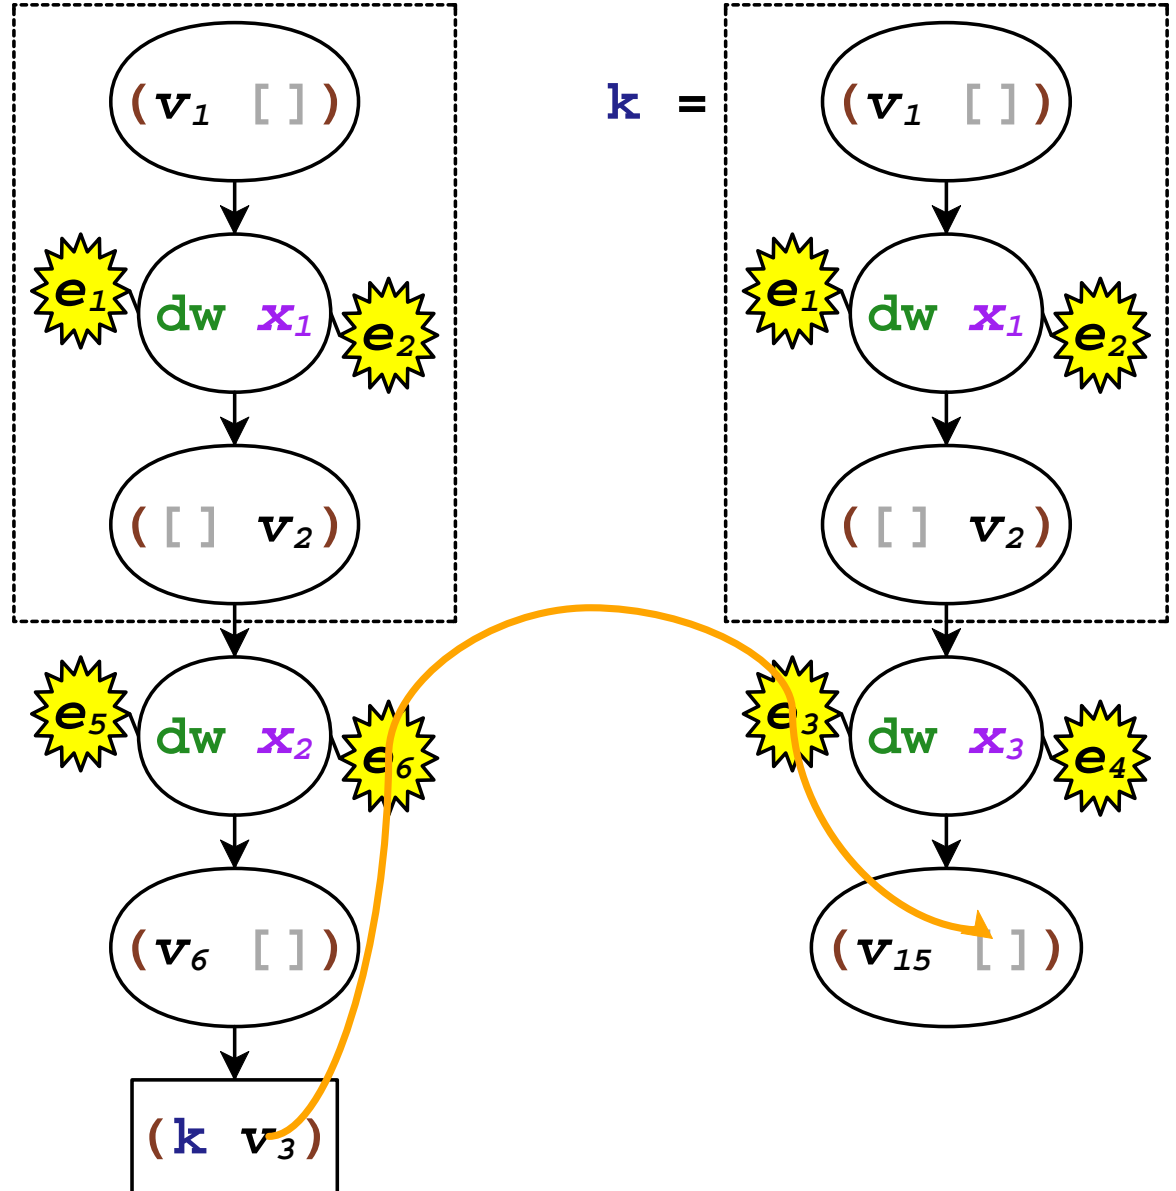 (v₁ [])
k =
(v₁ [])
e₁
dw x₁
e₂
e₁
dw x₁
e₂
([] v₂)
([] v₂)
e₅
dw x₂
e₆
e₃
dw x₃
e₄
(v₆ [])
(v₁₅ [])
(k v₃)